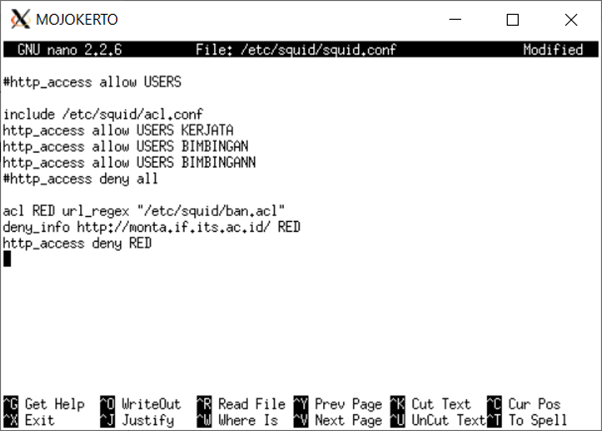 MOJOKERTO
GNU nano 2.2.6 File: /etc/squid/squid.conf Modified
#http_access allow USERS
include /etc/squid/acl.conf
http_access allow USERS KERJATA
http_access allow USERS BIMBINGAN
http_access allow USERS BIMBINGANN
#http_access deny all
acl RED url_regex "/etc/squid/ban.acl"
deny_info http://monta.if.its.ac.id/ RED
http_access deny RED
^G Get Help ^O WriteOut ^R Read File ^Y Prev Page ^K Cut Text ^C Cur Pos
^X Exit ^J Justify ^W Where Is ^V Next Page ^U UnCut Text ^T To Spell